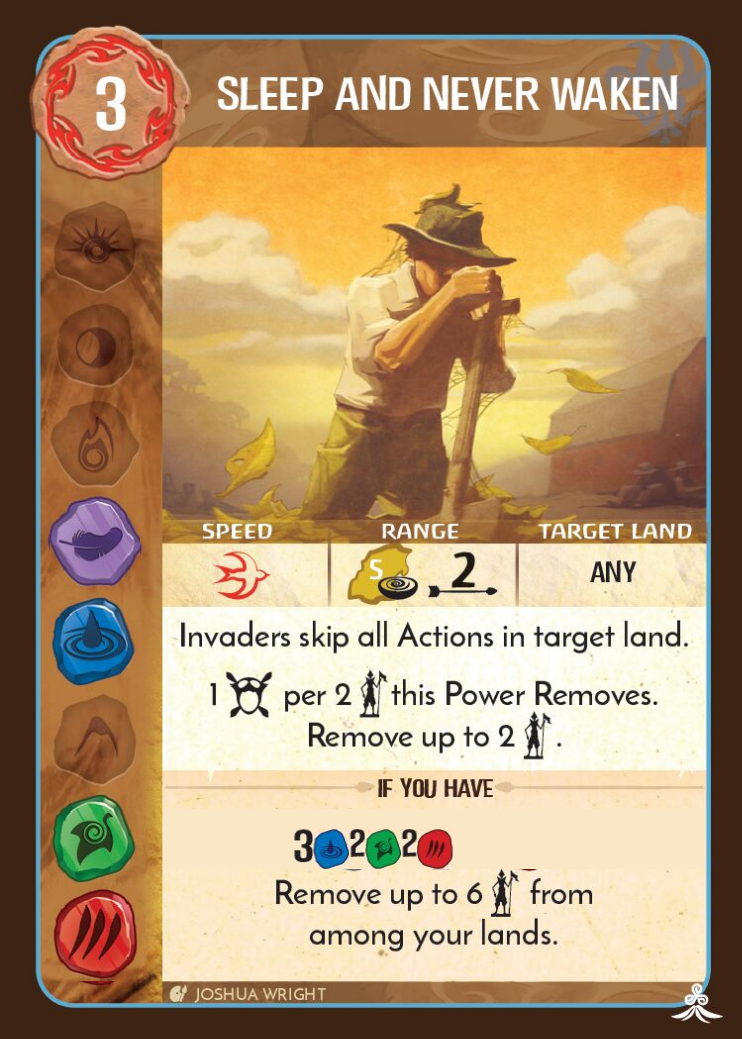 3
SLEEP AND NEVER WAKEN
SPEED RANGE TARGET LAND
S 2 ANY
Invaders skip all Actions in target land.
1 per 2 this Power Removes.
Remove up to 2 .
IF YOU HAVE
3 2 2
Remove up to 6 from
among your lands.
JOSHUA WRIGHT